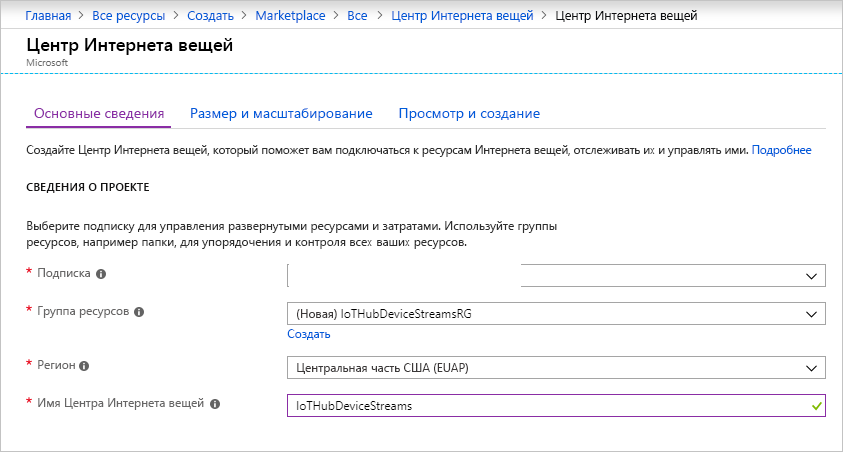 Главная > Все ресурсы > Создать > Marketplace > Все > Центр Интернета вещей > Центр Интернета вещей
Центр Интернета вещей
Microsoft
Основные сведения Размер и масштабирование Просмотр и создание
Создайте Центр Интернета вещей, который поможет вам подключаться к ресурсам Интернета вещей, отслеживать их и управлять ими. Подробнее
СВЕДЕНИЯ О ПРОЕКТЕ
Выберите подписку для управления развернутыми ресурсами и затратами. Используйте группы
ресурсов, например папки, для упорядочения и контроля всех ваших ресурсов.
* Подписка
* Группа ресурсов (Новая) IoTHubDeviceStreamsRG
Создать
* Регион Центральная часть США (EUAP)
* Имя Центра Интернета вещей IoTHubDeviceStreams